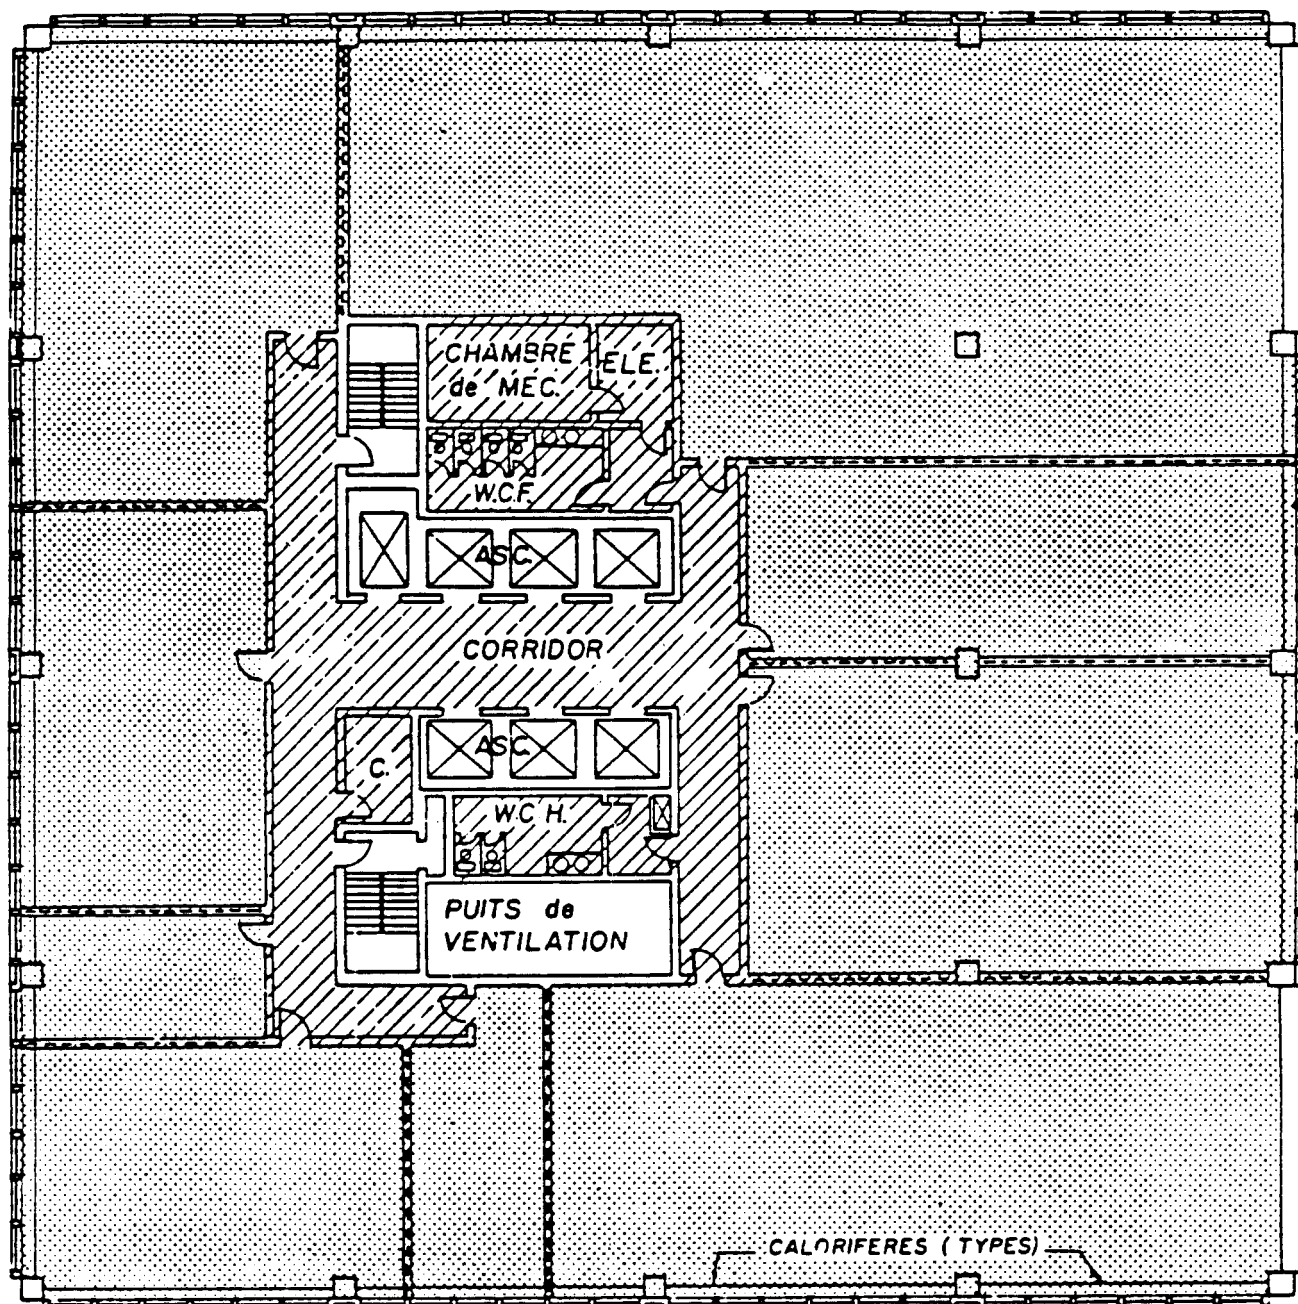 CHAMBRE
de MEC.
ELE.
W.C.F.
ASC.
CORRIDOR
ASC.
C.
W.C H.
PUITS de
VENTILATION
CALORIFERES (TYPES)